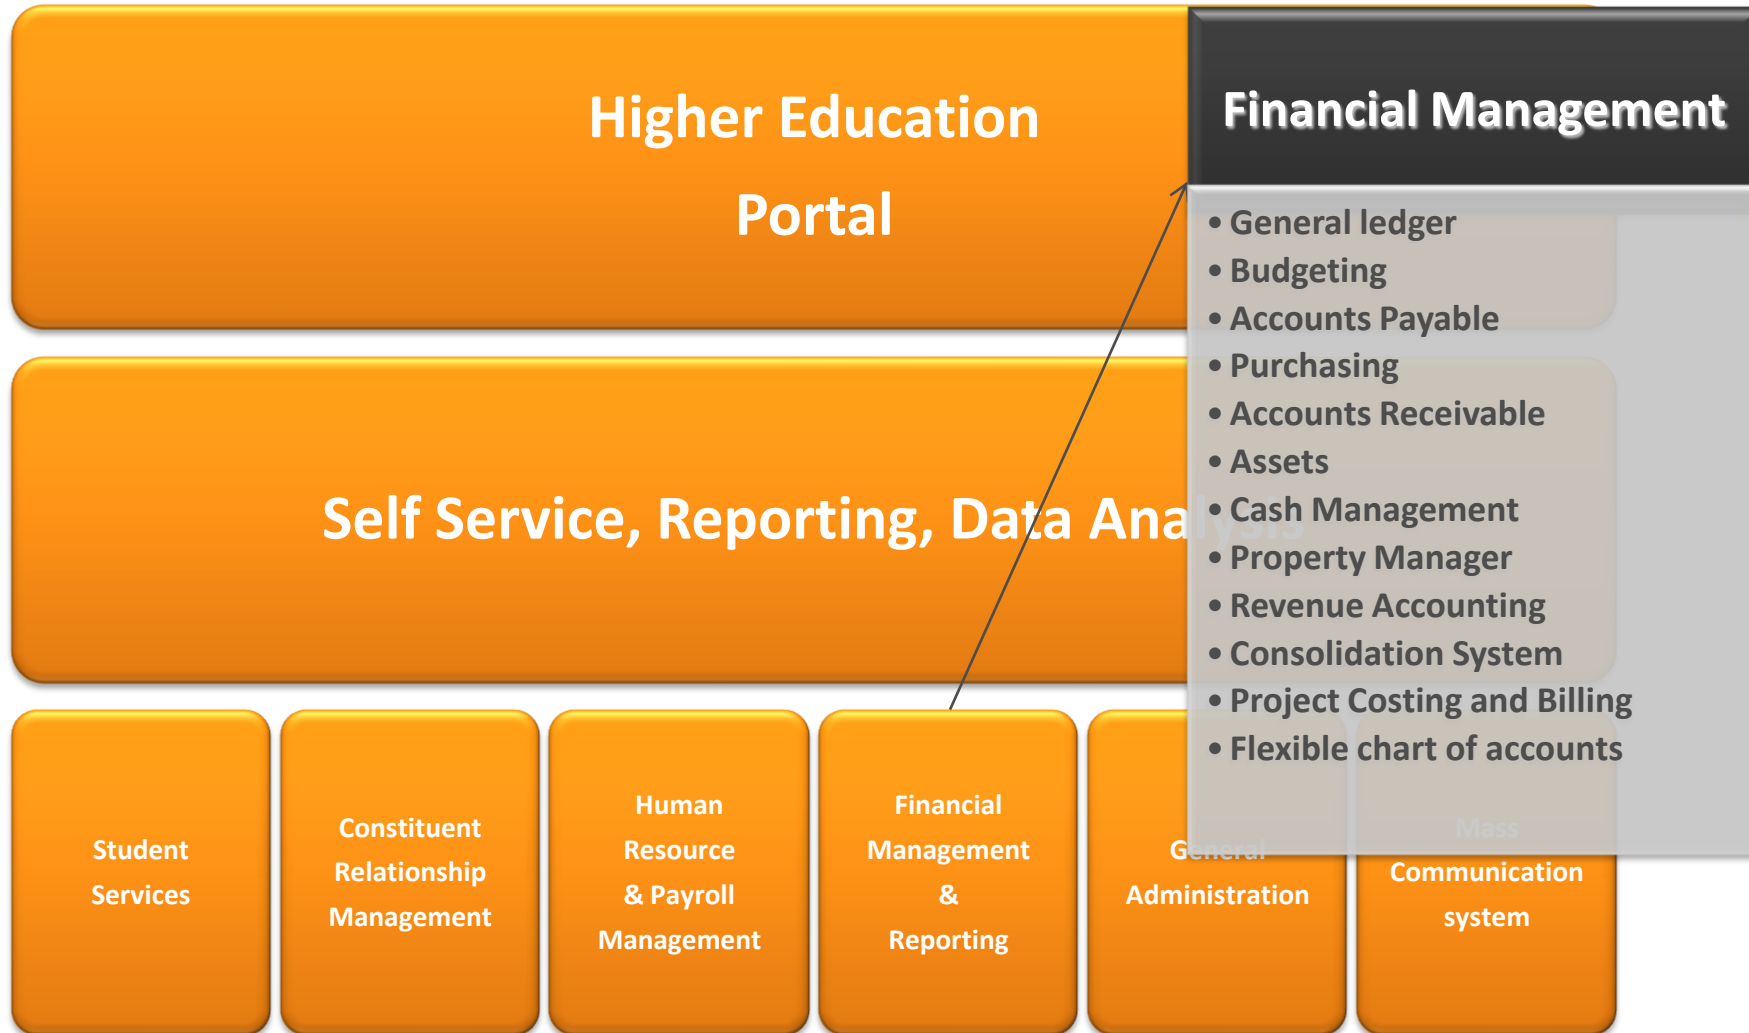 Higher Education
Portal
Financial Management
• General ledger
• Budgeting
• Accounts Payable
• Purchasing
• Accounts Receivable
• Assets
• Cash Management
• Property Manager
• Revenue Accounting
• Consolidation System
• Project Costing and Billing
• Flexible chart of accounts
Self Service, Reporting, Data Analysis
Student
Services
Constituent
Relationship
Management
Human
Resource
& Payroll
Management
Financial
Management
&
Reporting
General
Administration
Mass
Communication
system